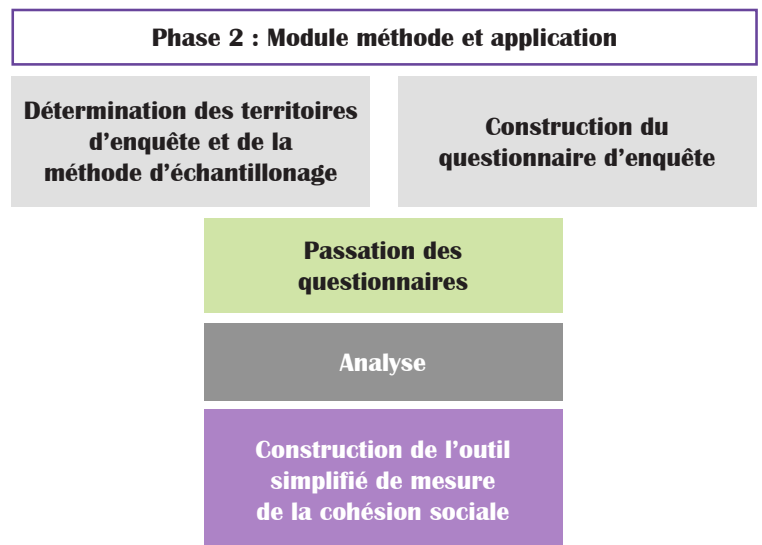 Phase 2 : Module méthode et application
Détermination des territoires
d'enquête et de la
méthode d'échantillonage
Construction du
questionnaire d'enquête
Passation des
questionnaires
Analyse
Construction de l'outil
simplifié de mesure
de la cohésion sociale